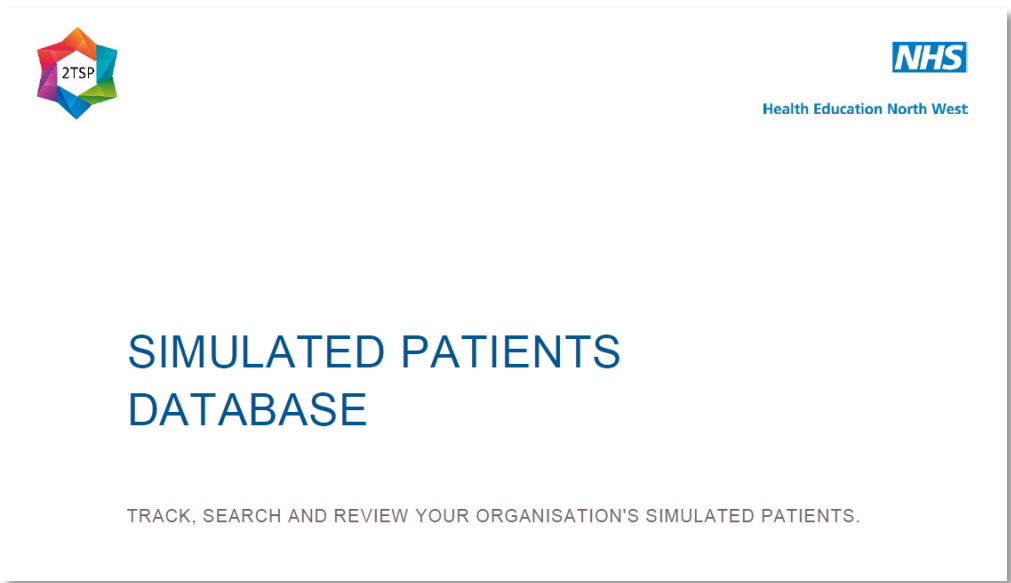 2TSP
NHS
Health Education North West
SIMULATED PATIENTS
DATABASE
TRACK, SEARCH AND REVIEW YOUR ORGANISATION'S SIMULATED PATIENTS.